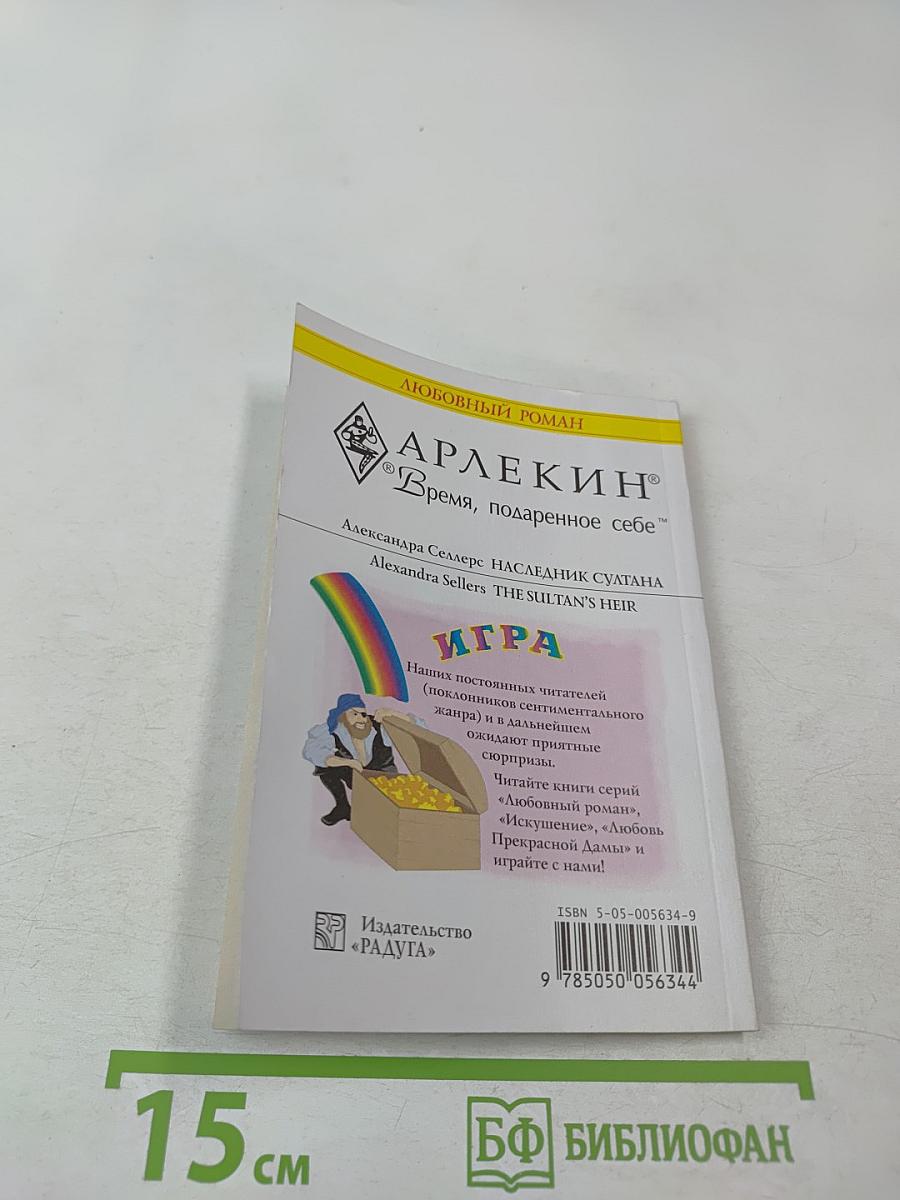 ЛЮБОВНЫЙ РОМАН
АРЛЕКИН®
® Время, подаренное себе™
Александра Селлерс НАСЛЕДНИК СУЛТАНА
Alexandra Sellers THE SULTAN'S HEIR
ИГРА
Наших постоянных читателей
(поклонников сентиментального
жанра) и в дальнейшем
ожидают приятные
сюрпризы.
Читайте книги серий
«Любовный роман»,
«Искушение», «Любовь
Прекрасной Дамы» и
играйте с нами!
Издательство
«РАДУГА»
ISBN 5-05-005634-9
9 785050 056344
15 см
БФ БИБЛИОФАН